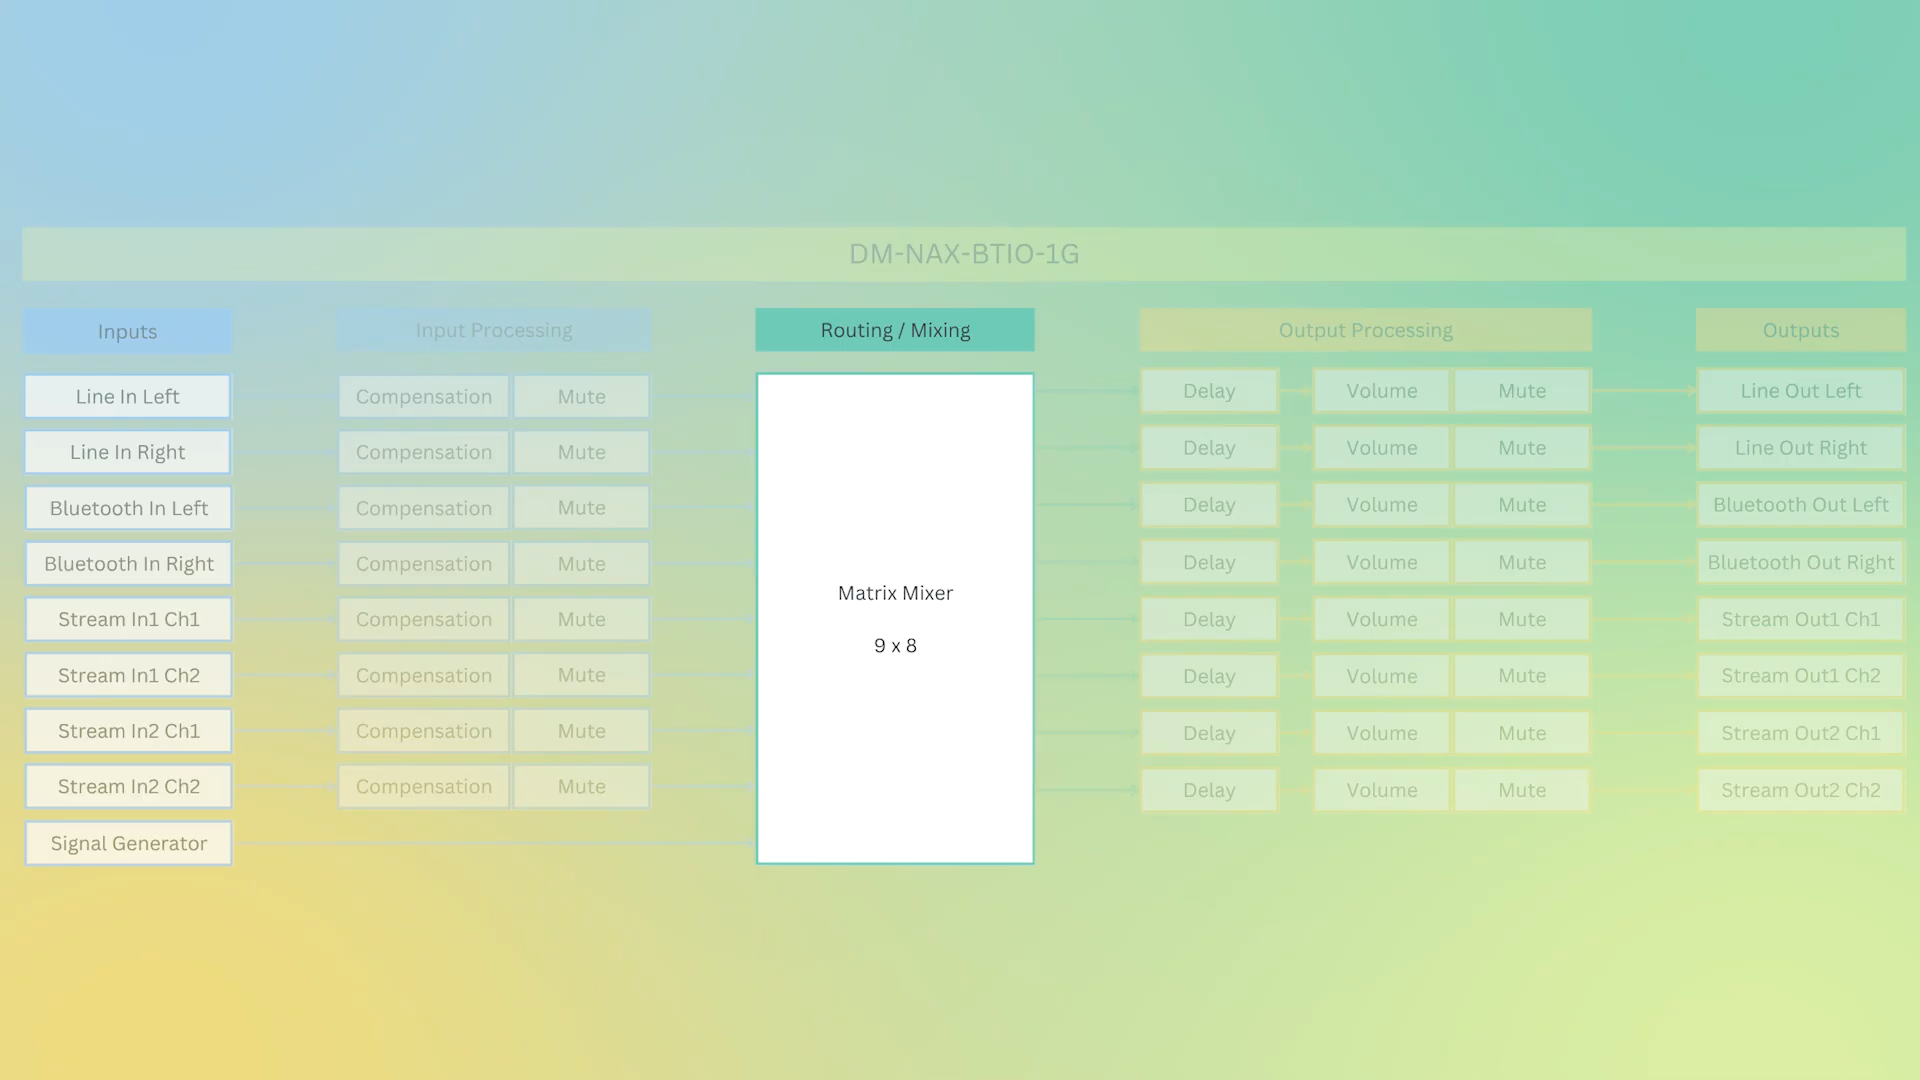 DM-NAX-BTIO-1G
Inputs
Input Processing
Routing / Mixing
Output Processing
Outputs
Line In Left
Compensation
Mute
Delay
Volume
Mute
Line Out Left
Line In Right
Compensation
Mute
Delay
Volume
Mute
Line Out Right
Bluetooth In Left
Compensation
Mute
Delay
Volume
Mute
Bluetooth Out Left
Bluetooth In Right
Compensation
Mute
Delay
Volume
Mute
Bluetooth Out Right
Matrix Mixer
9 x 8
Stream In1 Ch1
Compensation
Mute
Delay
Volume
Mute
Stream Out1 Ch1
Stream In1 Ch2
Compensation
Mute
Delay
Volume
Mute
Stream Out1 Ch2
Stream In2 Ch1
Compensation
Mute
Delay
Volume
Mute
Stream Out2 Ch1
Stream In2 Ch2
Compensation
Mute
Delay
Volume
Mute
Stream Out2 Ch2
Signal Generator